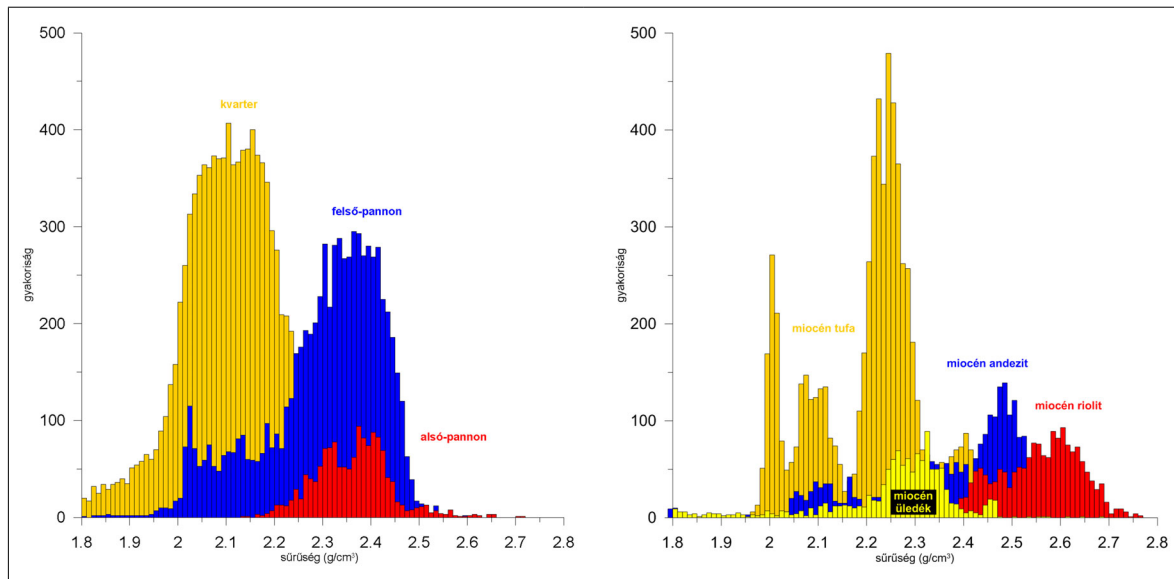 500
400
300
200
100
0
gyakoriság
kvarter
felső-pannon
alsó-pannon
1.8 1.9 2 2.1 2.2 2.3 2.4 2.5 2.6 2.7 2.8
sűrűség (g/cm³)
500
400
300
200
100
0
gyakoriság
miocén tufa
miocén andezit
miocén riolit
miocén
üledék
1.8 1.9 2 2.1 2.2 2.3 2.4 2.5 2.6 2.7 2.8
sűrűség (g/cm³)